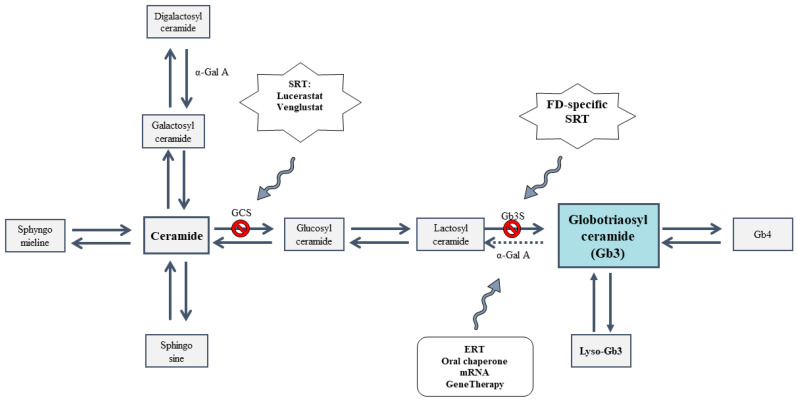 Digalactosyl
ceramide
α-Gal A
SRT:
Lucerastat
Venglustat
FD-specific
SRT
Galactosyl
ceramide
GCS
Gb3S
Sphyngo
mieline
Ceramide
Glucosyl
ceramide
Lactosyl
ceramide
Globotriaosyl
ceramide
(Gb3)
Gb4
α-Gal A
Sphingo
sine
ERT
Oral chaperone
mRNA
GeneTherapy
Lyso-Gb3